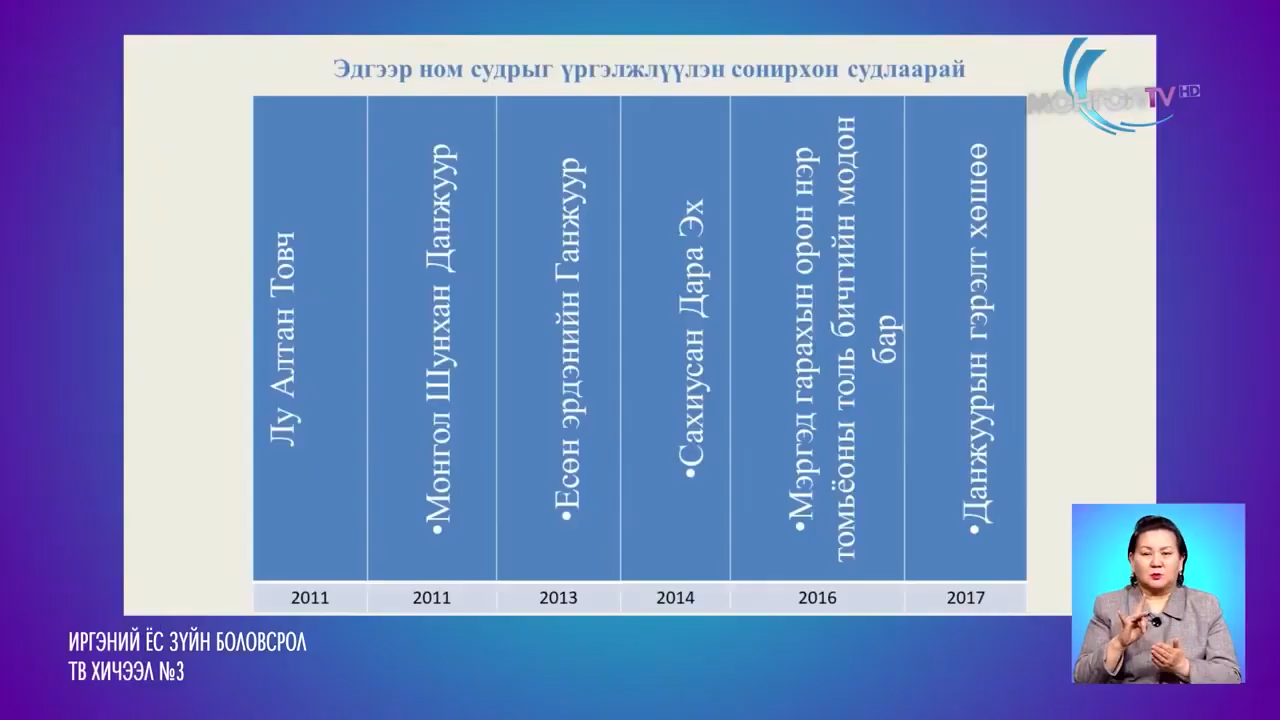 Эдгээр ном судрыг үргэлжлүүлэн сонирхон судлаарай
МОНГОЛ TV HD
Лу Алтан Товч
•Монгол Шунхан Данжуур
•Есөн эрдэнийн Ганжуур
•Сахиусан Дара Эх
•Мэргэд гарахын орон нэр
томьёоны толь бичгийн модон
бар
•Данжуурын гэрэлт хөшөө
2011
2011
2013
2014
2016
2017
ИРГЭНИЙ ЁС ЗҮЙН БОЛОВСРОЛ
ТВ ХИЧЭЭЛ №3